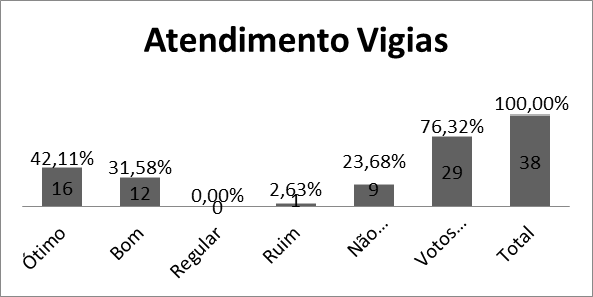 Atendimento Vigias
42,11%
31,58%
0,00%
2,63%
23,68%
76,32%
100,00%
16
12
0
1
9
29
38
Ótimo
Bom
Regular
Ruim
Não...
Votos...
Total